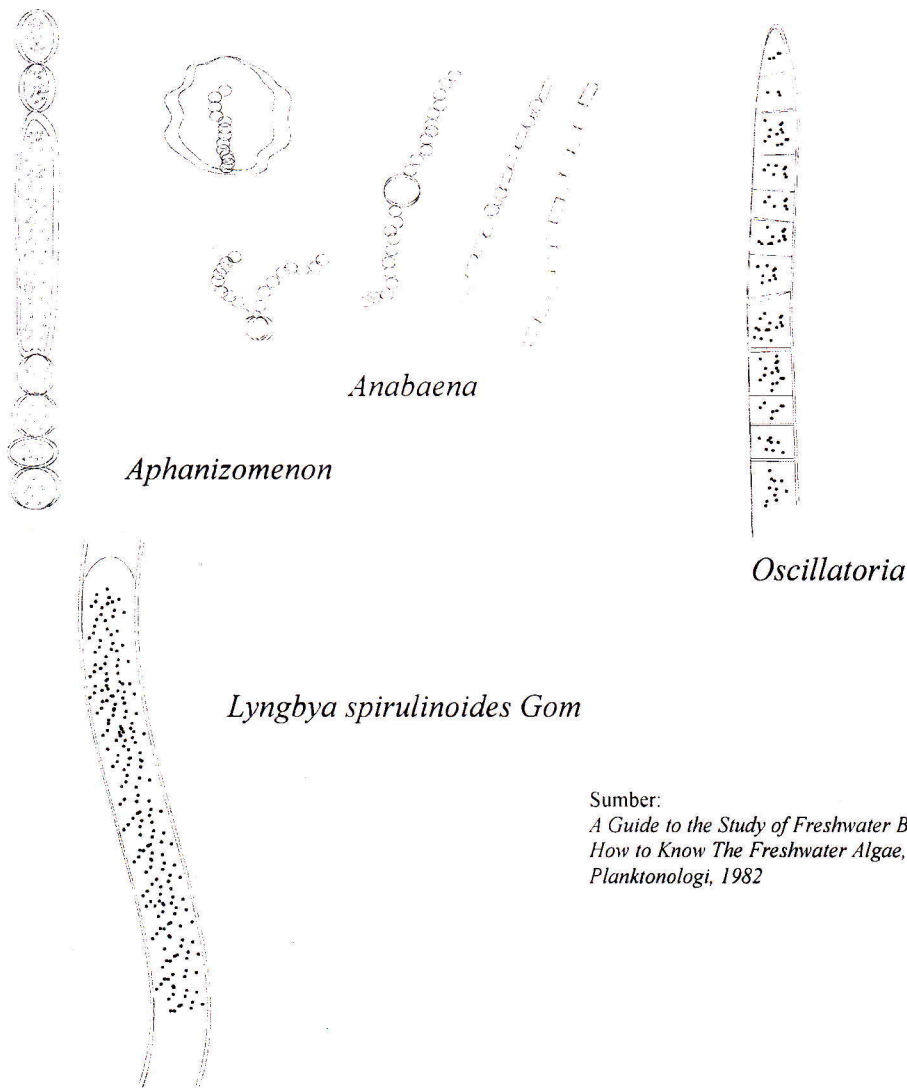 Anabaena
Aphanizomenon
Oscillatoria
Lyngbya spirulinoides Gom
Sumber:
A Guide to the Study of Freshwater
How to Know The Freshwater Algae,
Planktonologi, 1982